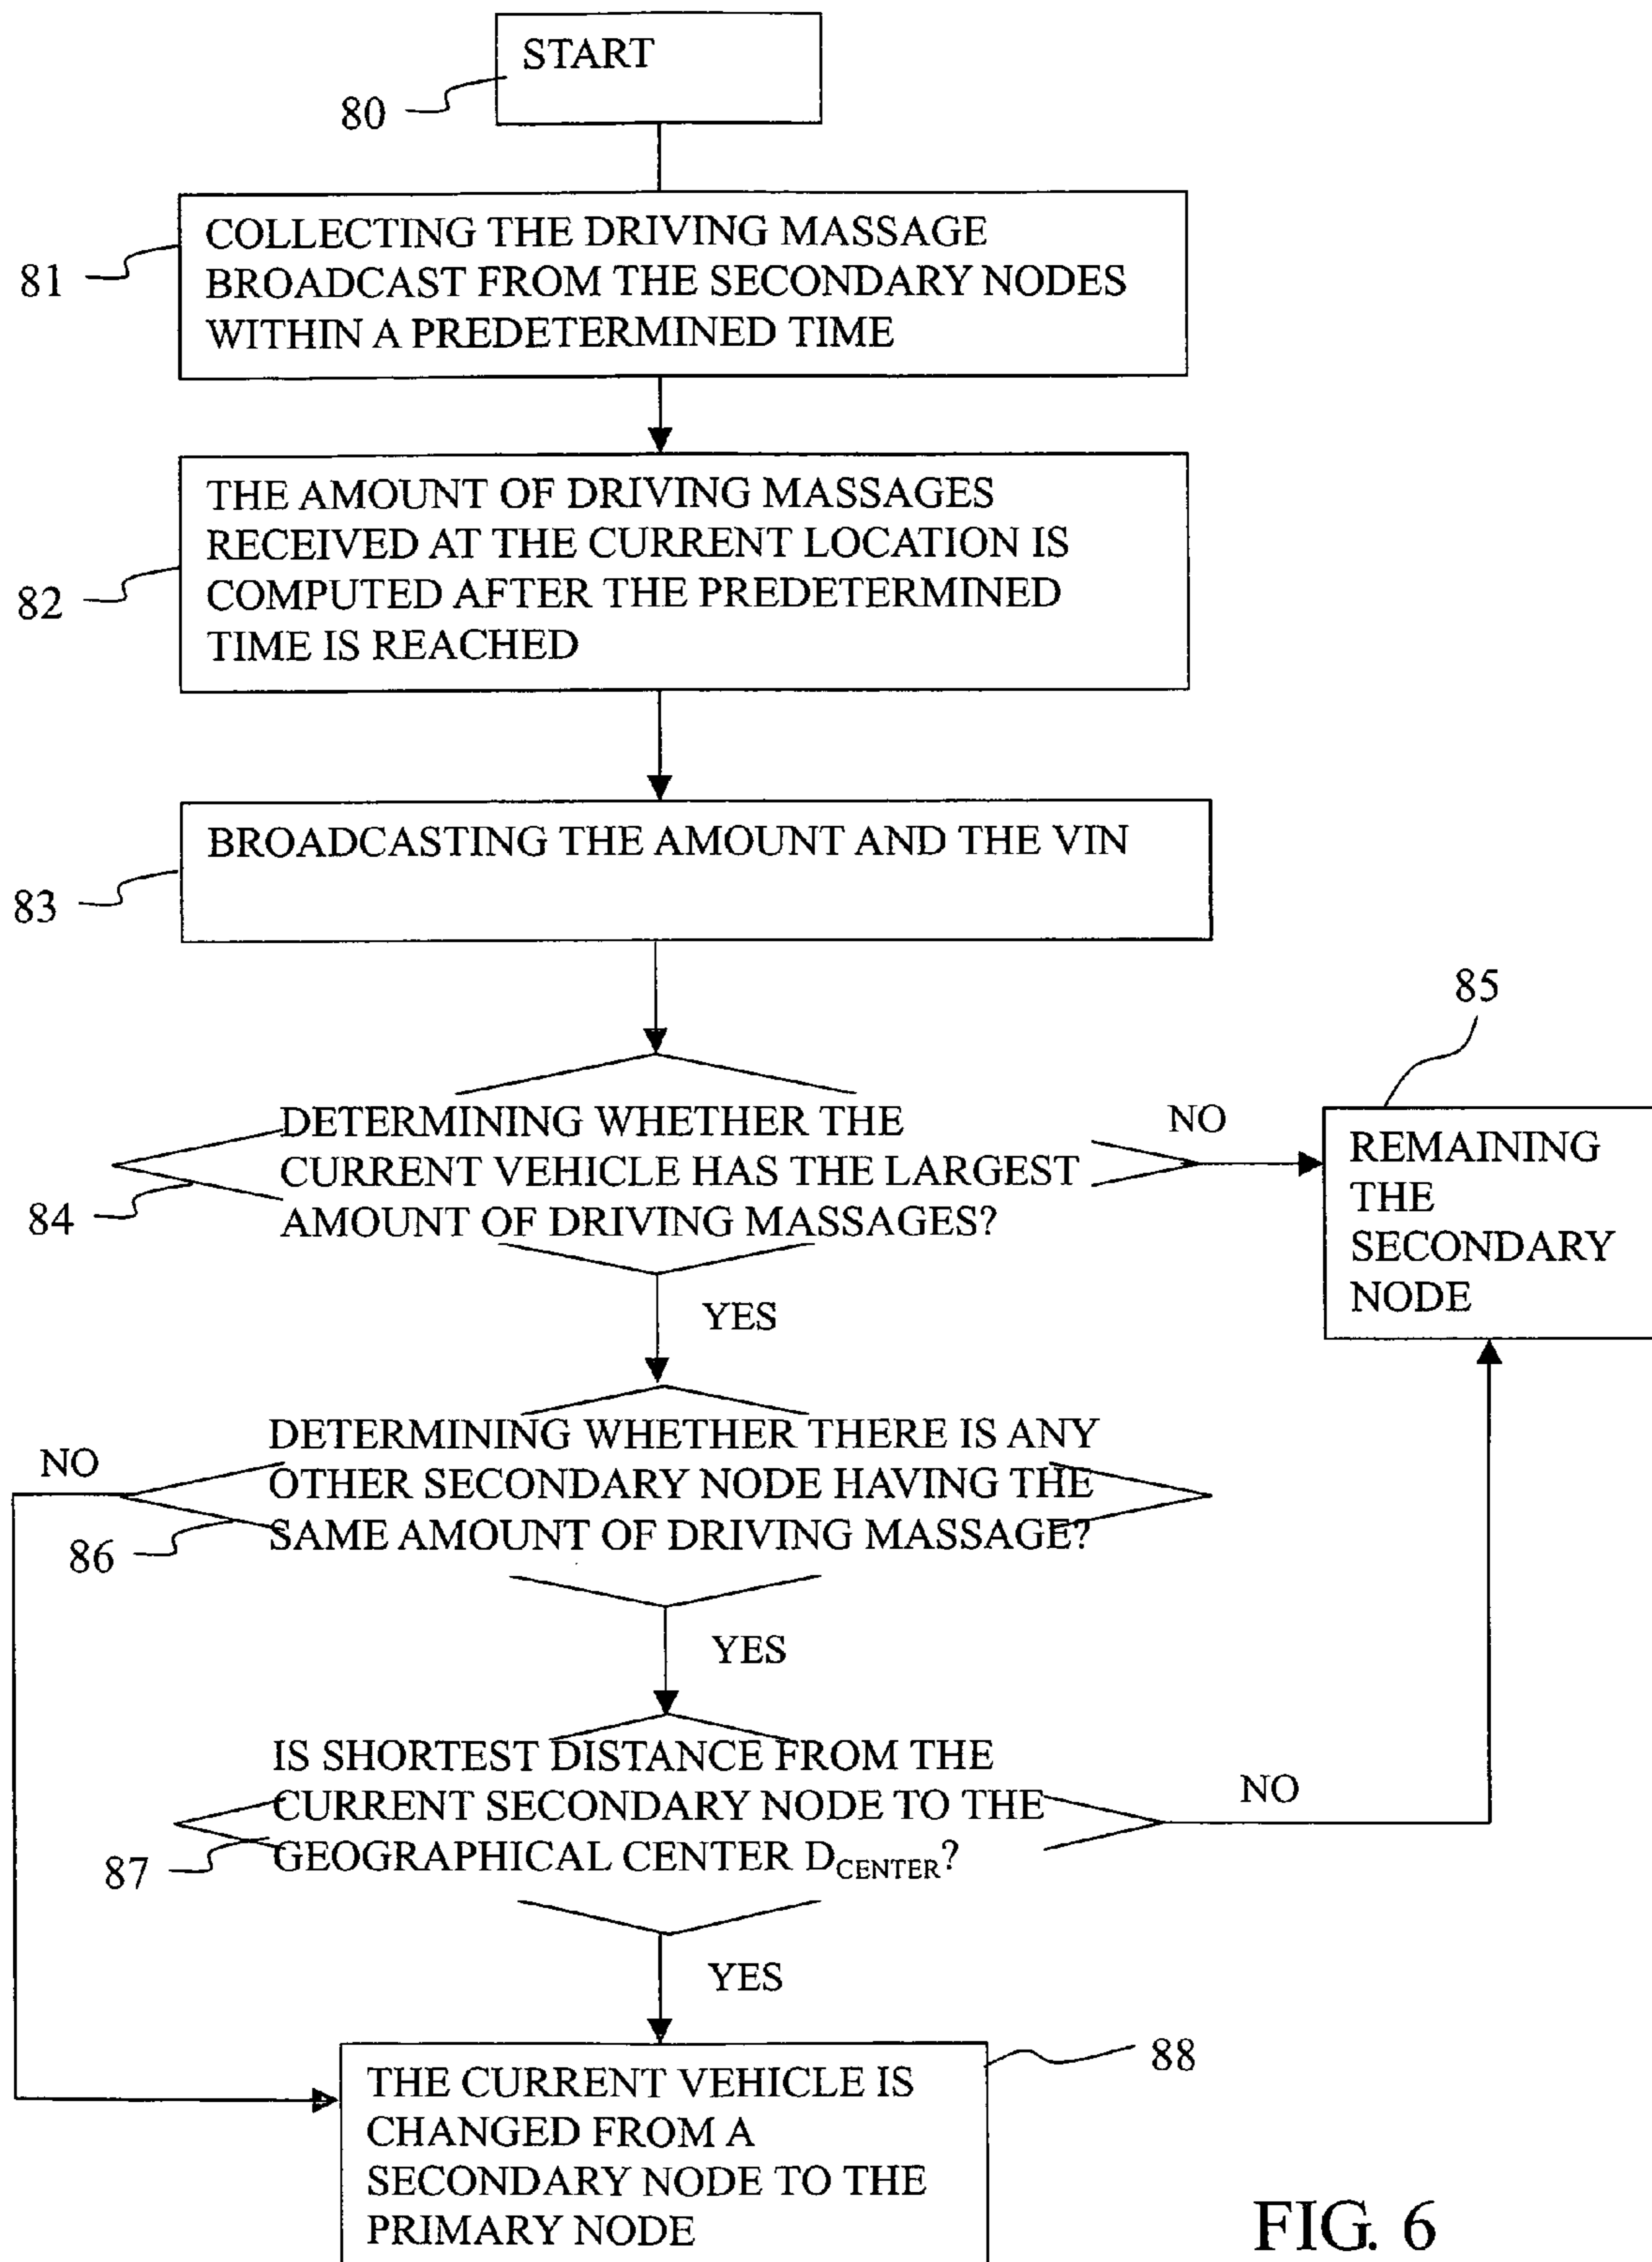 START
80
COLLECTING THE DRIVING MASSAGE
BROADCAST FROM THE SECONDARY NODES
WITHIN A PREDETERMINED TIME
81
THE AMOUNT OF DRIVING MASSAGES
RECEIVED AT THE CURRENT LOCATION IS
COMPUTED AFTER THE PREDETERMINED
TIME IS REACHED
82
BROADCASTING THE AMOUNT AND THE VIN
83
DETERMINING WHETHER THE
CURRENT VEHICLE HAS THE LARGEST
AMOUNT OF DRIVING MASSAGES?
84
NO
85
REMAINING
THE
SECONDARY
NODE
YES
DETERMINING WHETHER THERE IS ANY
OTHER SECONDARY NODE HAVING THE
SAME AMOUNT OF DRIVING MASSAGE?
NO
86
YES
IS SHORTEST DISTANCE FROM THE
CURRENT SECONDARY NODE TO THE
GEOGRAPHICAL CENTER DCENTER?
NO
87
YES
THE CURRENT VEHICLE IS
CHANGED FROM A
SECONDARY NODE TO THE
PRIMARY NODE
88
FIG. 6